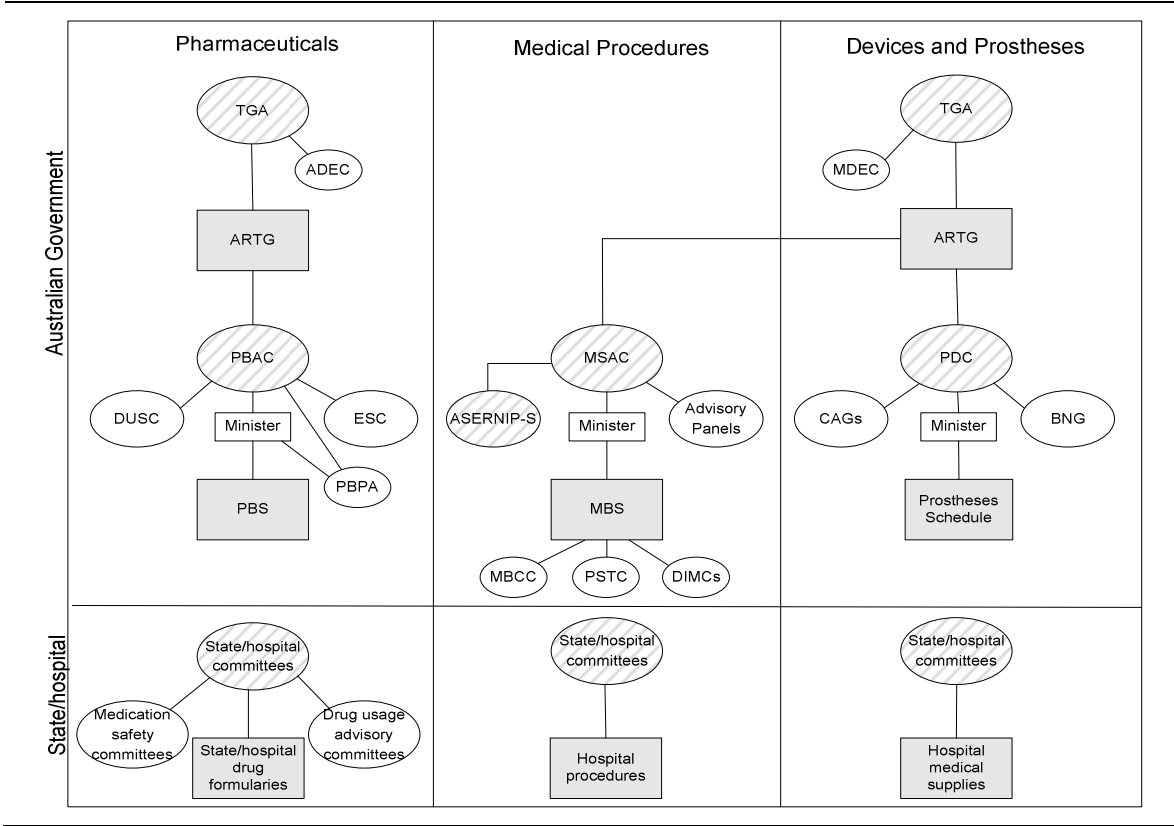 Pharmaceuticals
Medical Procedures
Devices and Prostheses
Australian Government
TGA
ADEC
ARTG
PBAC
DUSC
Minister
ESC
PBPA
PBS
MSAC
ASERNIP-S
Minister
Advisory
Panels
MBS
MBCC
PSTC
DIMCs
TGA
MDEC
ARTG
PDC
CAGs
Minister
BNG
Prostheses
Schedule
State/hospital
State/hospital
committees
Medication
safety
committees
State/hospital
drug
formularies
Drug usage
advisory
committees
State/hospital
committees
Hospital
procedures
State/hospital
committees
Hospital
medical
supplies